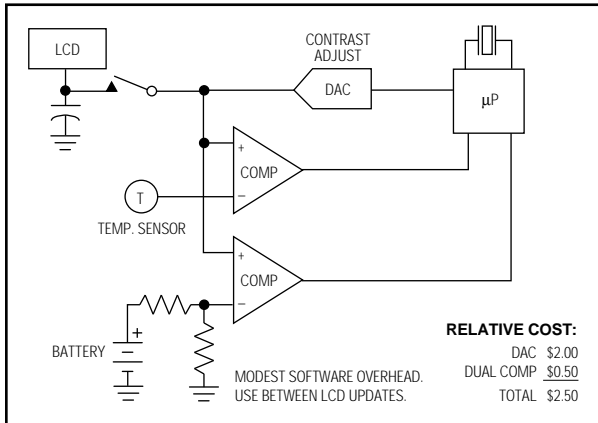 LCD
CONTRAST
ADJUST
DAC
µP
+
COMP
−
T
TEMP. SENSOR
+
COMP
−
+
BATTERY
MODEST SOFTWARE OVERHEAD.
USE BETWEEN LCD UPDATES.
RELATIVE COST:
DAC $2.00
DUAL COMP $0.50
TOTAL $2.50